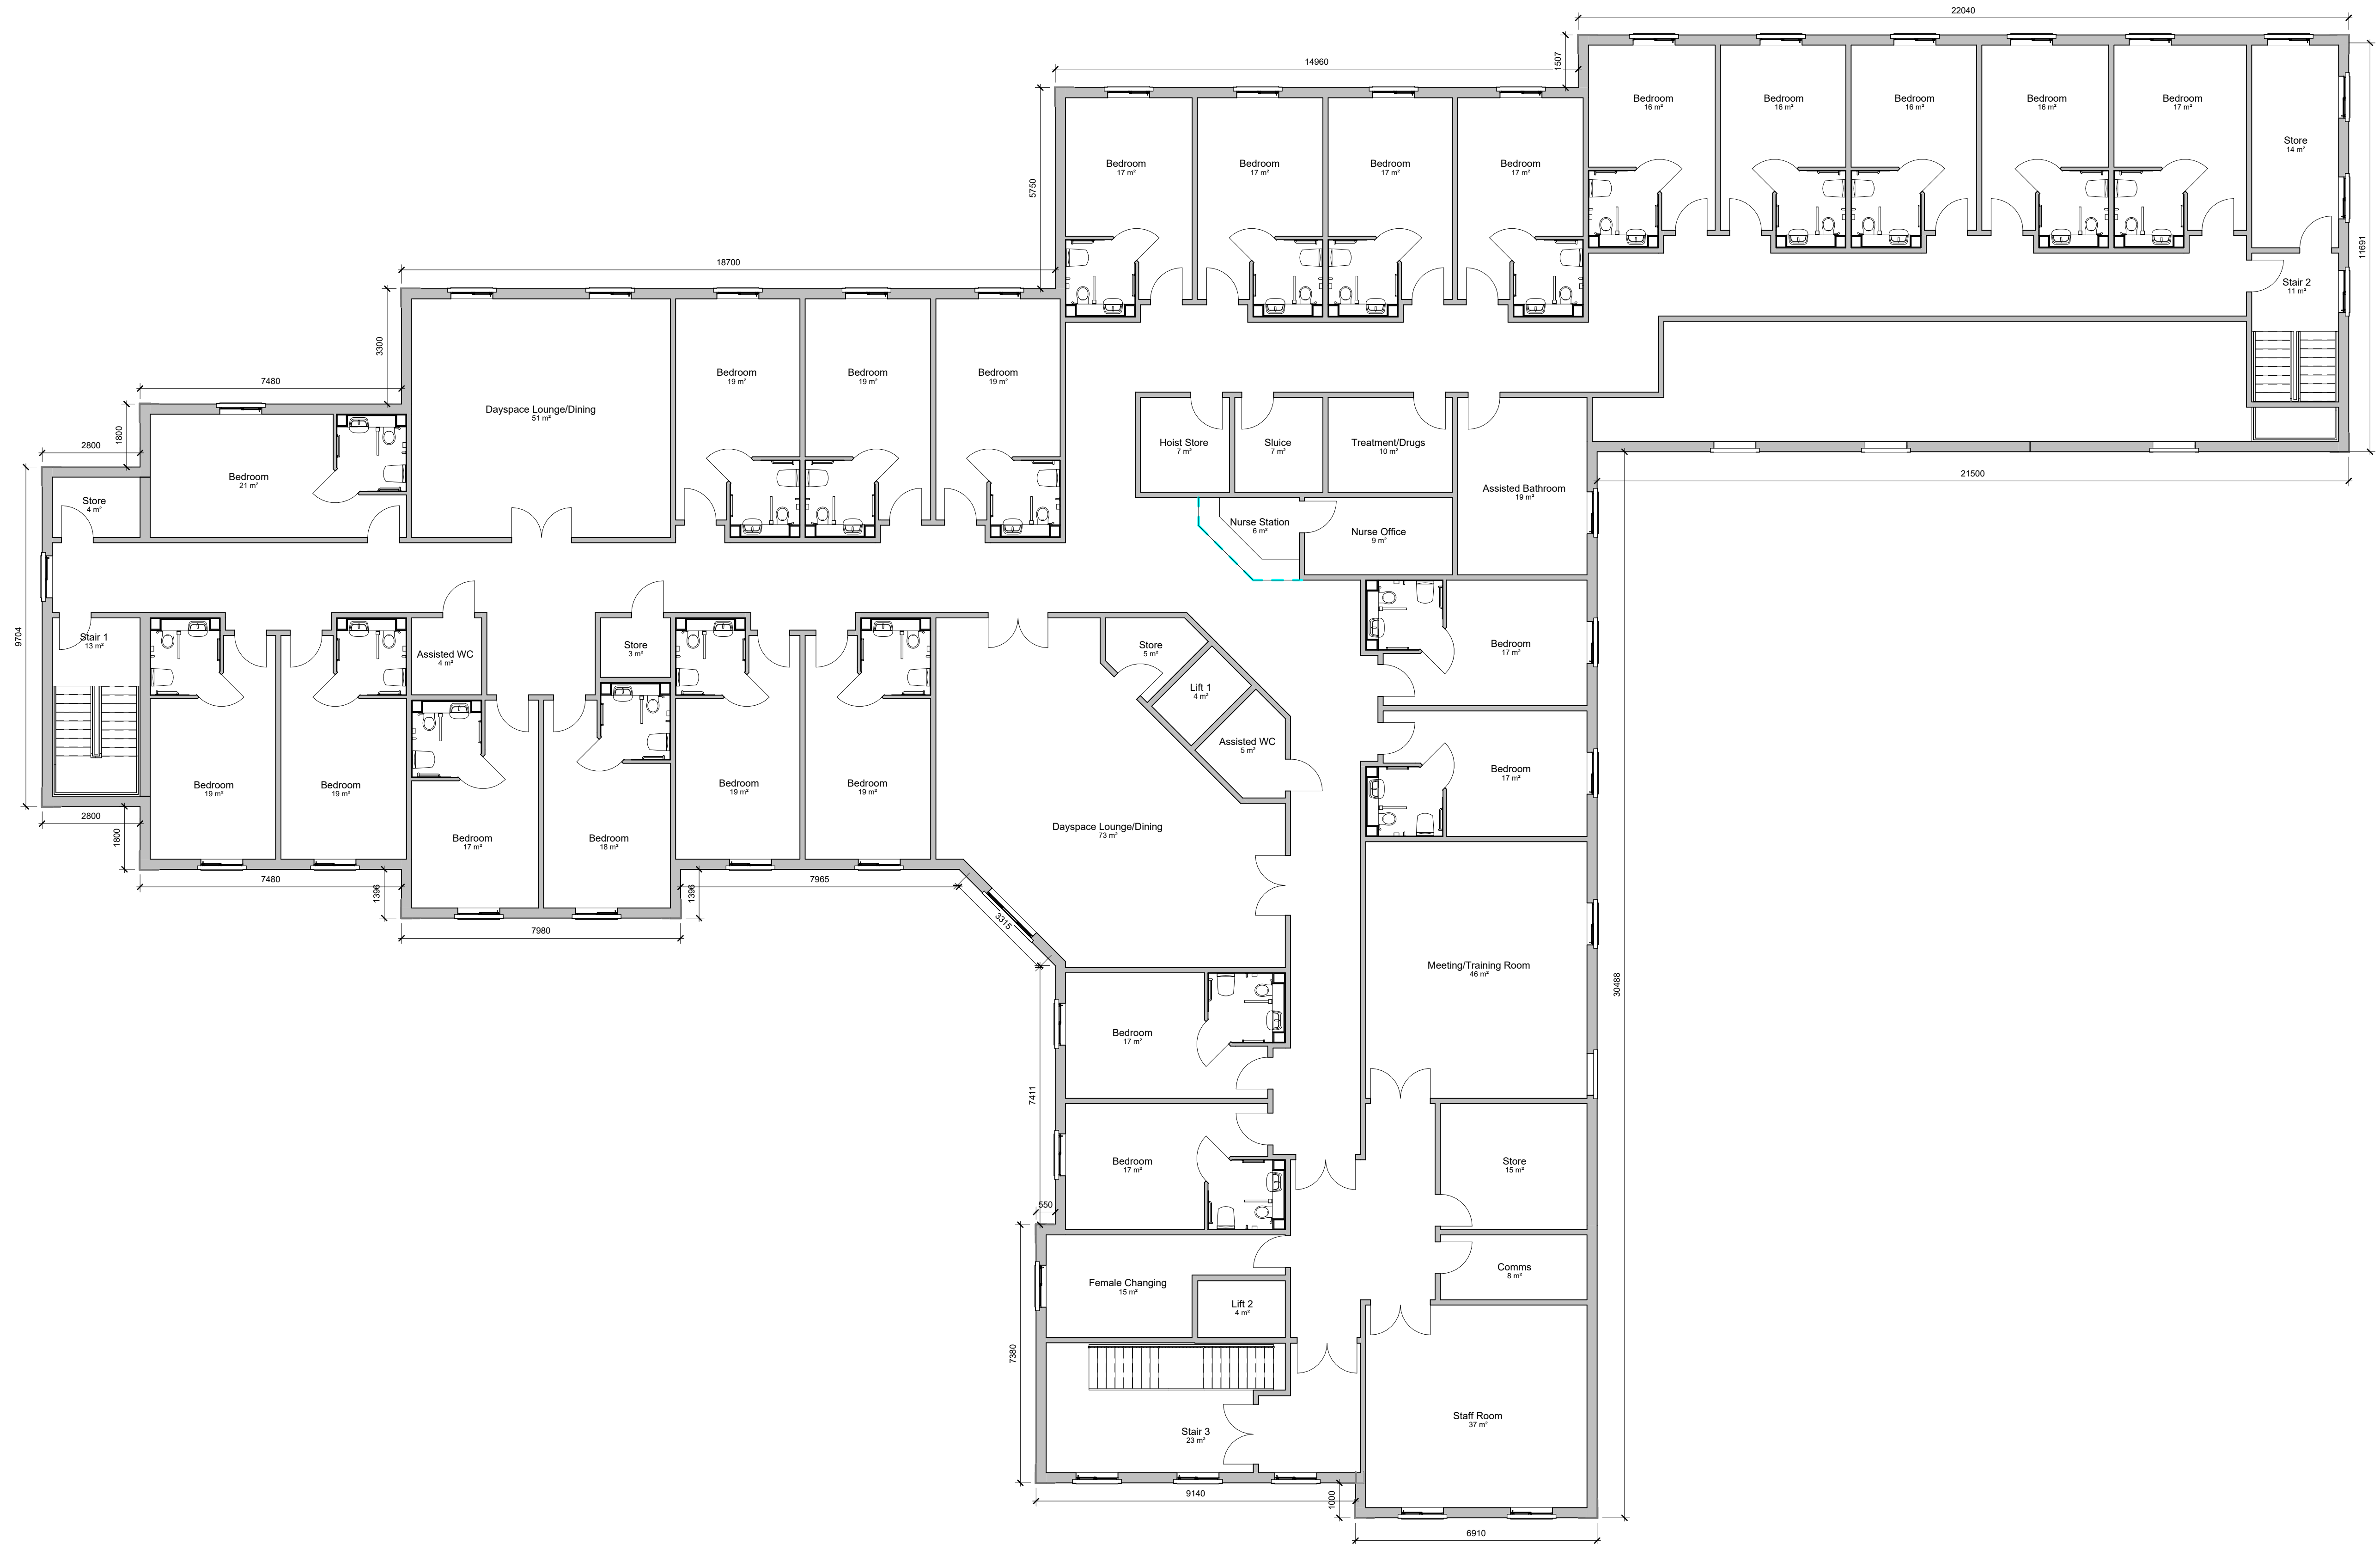 22040
14960
1507
Bedroom
16 m²
Bedroom
16 m²
Bedroom
16 m²
Bedroom
16 m²
Bedroom
17 m²
Store
14 m²
11691
5750
Bedroom
17 m²
Bedroom
17 m²
Bedroom
17 m²
Bedroom
17 m²
18700
Stair 2
11 m²
3300
7480
Bedroom
19 m²
Bedroom
19 m²
Bedroom
19 m²
Dayspace Lounge/Dining
51 m²
1800
2800
Hoist Store
7 m²
Sluice
7 m²
Treatment/Drugs
10 m²
21500
Bedroom
21 m²
Store
4 m²
Assisted Bathroom
19 m²
Nurse Station
6 m²
Nurse Office
9 m²
9704
Stair 1
13 m²
Assisted WC
4 m²
Store
3 m²
Store
5 m²
Bedroom
17 m²
Lift 1
4 m²
Assisted WC
5 m²
Bedroom
17 m²
Bedroom
19 m²
Bedroom
19 m²
Bedroom
19 m²
Bedroom
19 m²
2800
1800
Bedroom
17 m²
Bedroom
18 m²
Dayspace Lounge/Dining
73 m²
7480
1396
1396
7965
3315
7980
Meeting/Training Room
46 m²
30488
Bedroom
17 m²
7411
Bedroom
17 m²
Store
15 m²
550
Comms
8 m²
Female Changing
15 m²
Lift 2
4 m²
7380
Stair 3
23 m²
Staff Room
37 m²
9140
1000
6910